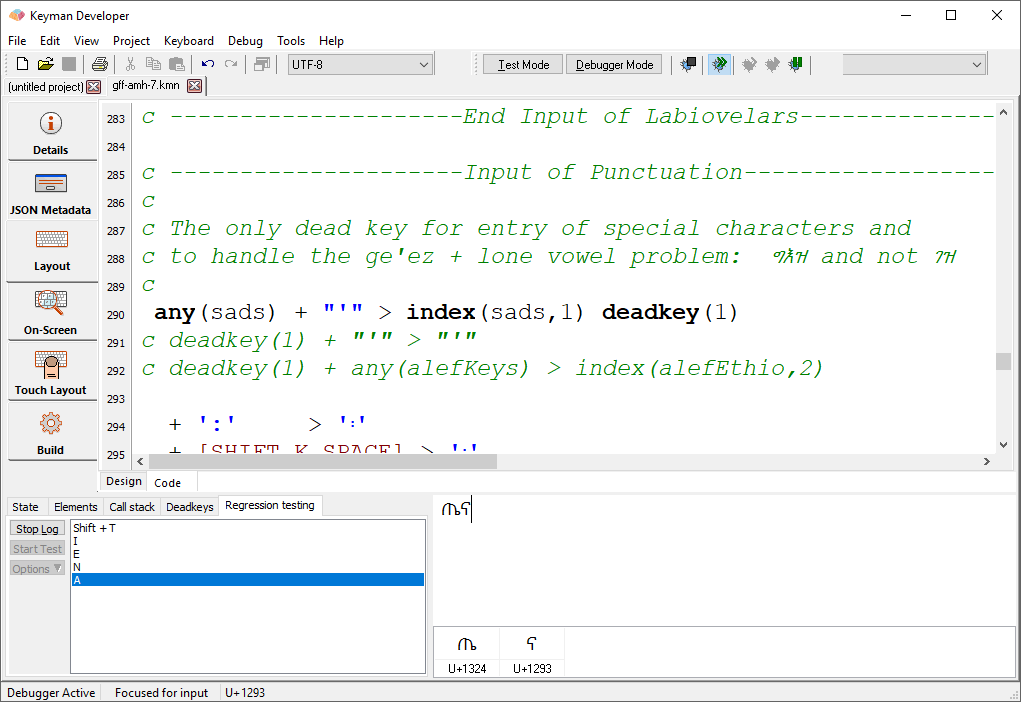 Keyman Developer
File Edit View Project Keyboard Debug Tools Help
UTF-8 Test Mode Debugger Mode
(untitled project) gff-amh-7.kmn
Details
JSON Metadata
Layout
On-Screen
Touch Layout
Build
283 c ---------------------End Input of Labiovelars--------------
284
285 c ---------------------Input of Punctuation------------------
286 c
287 c The only dead key for entry of special characters and
288 c to handle the ge'ez + lone vowel problem: ግእዝ and not ገዝ
289 c
290 any(sads) + "'" > index(sads,1) deadkey(1)
291 c deadkey(1) + "'" > "'"
292 c deadkey(1) + any(alefKeys) > index(alefEthio,2)
293
294 + ':' > '፡'
295 + [SHIFT K_SPACE] > '፡'
Design Code
State Elements Call stack Deadkeys Regression testing
Stop Log
Start Test
Options
Shift + T
I
E
N
A
ጤና
ጤ ና
U+1324 U+1293
Debugger Active Focused for input U+1293